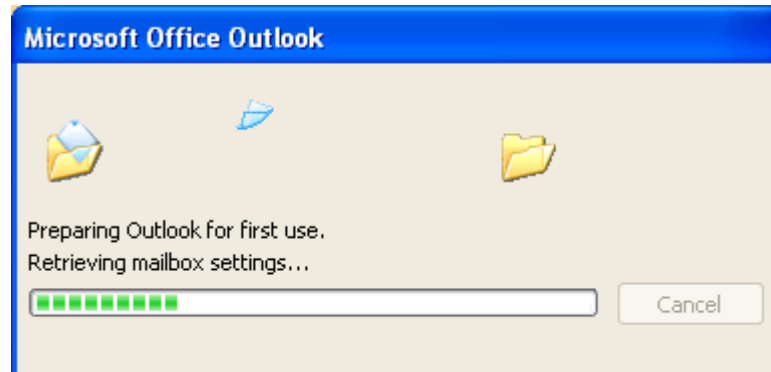 Microsoft Office Outlook
Preparing Outlook for first use.
Retrieving mailbox settings...
Cancel